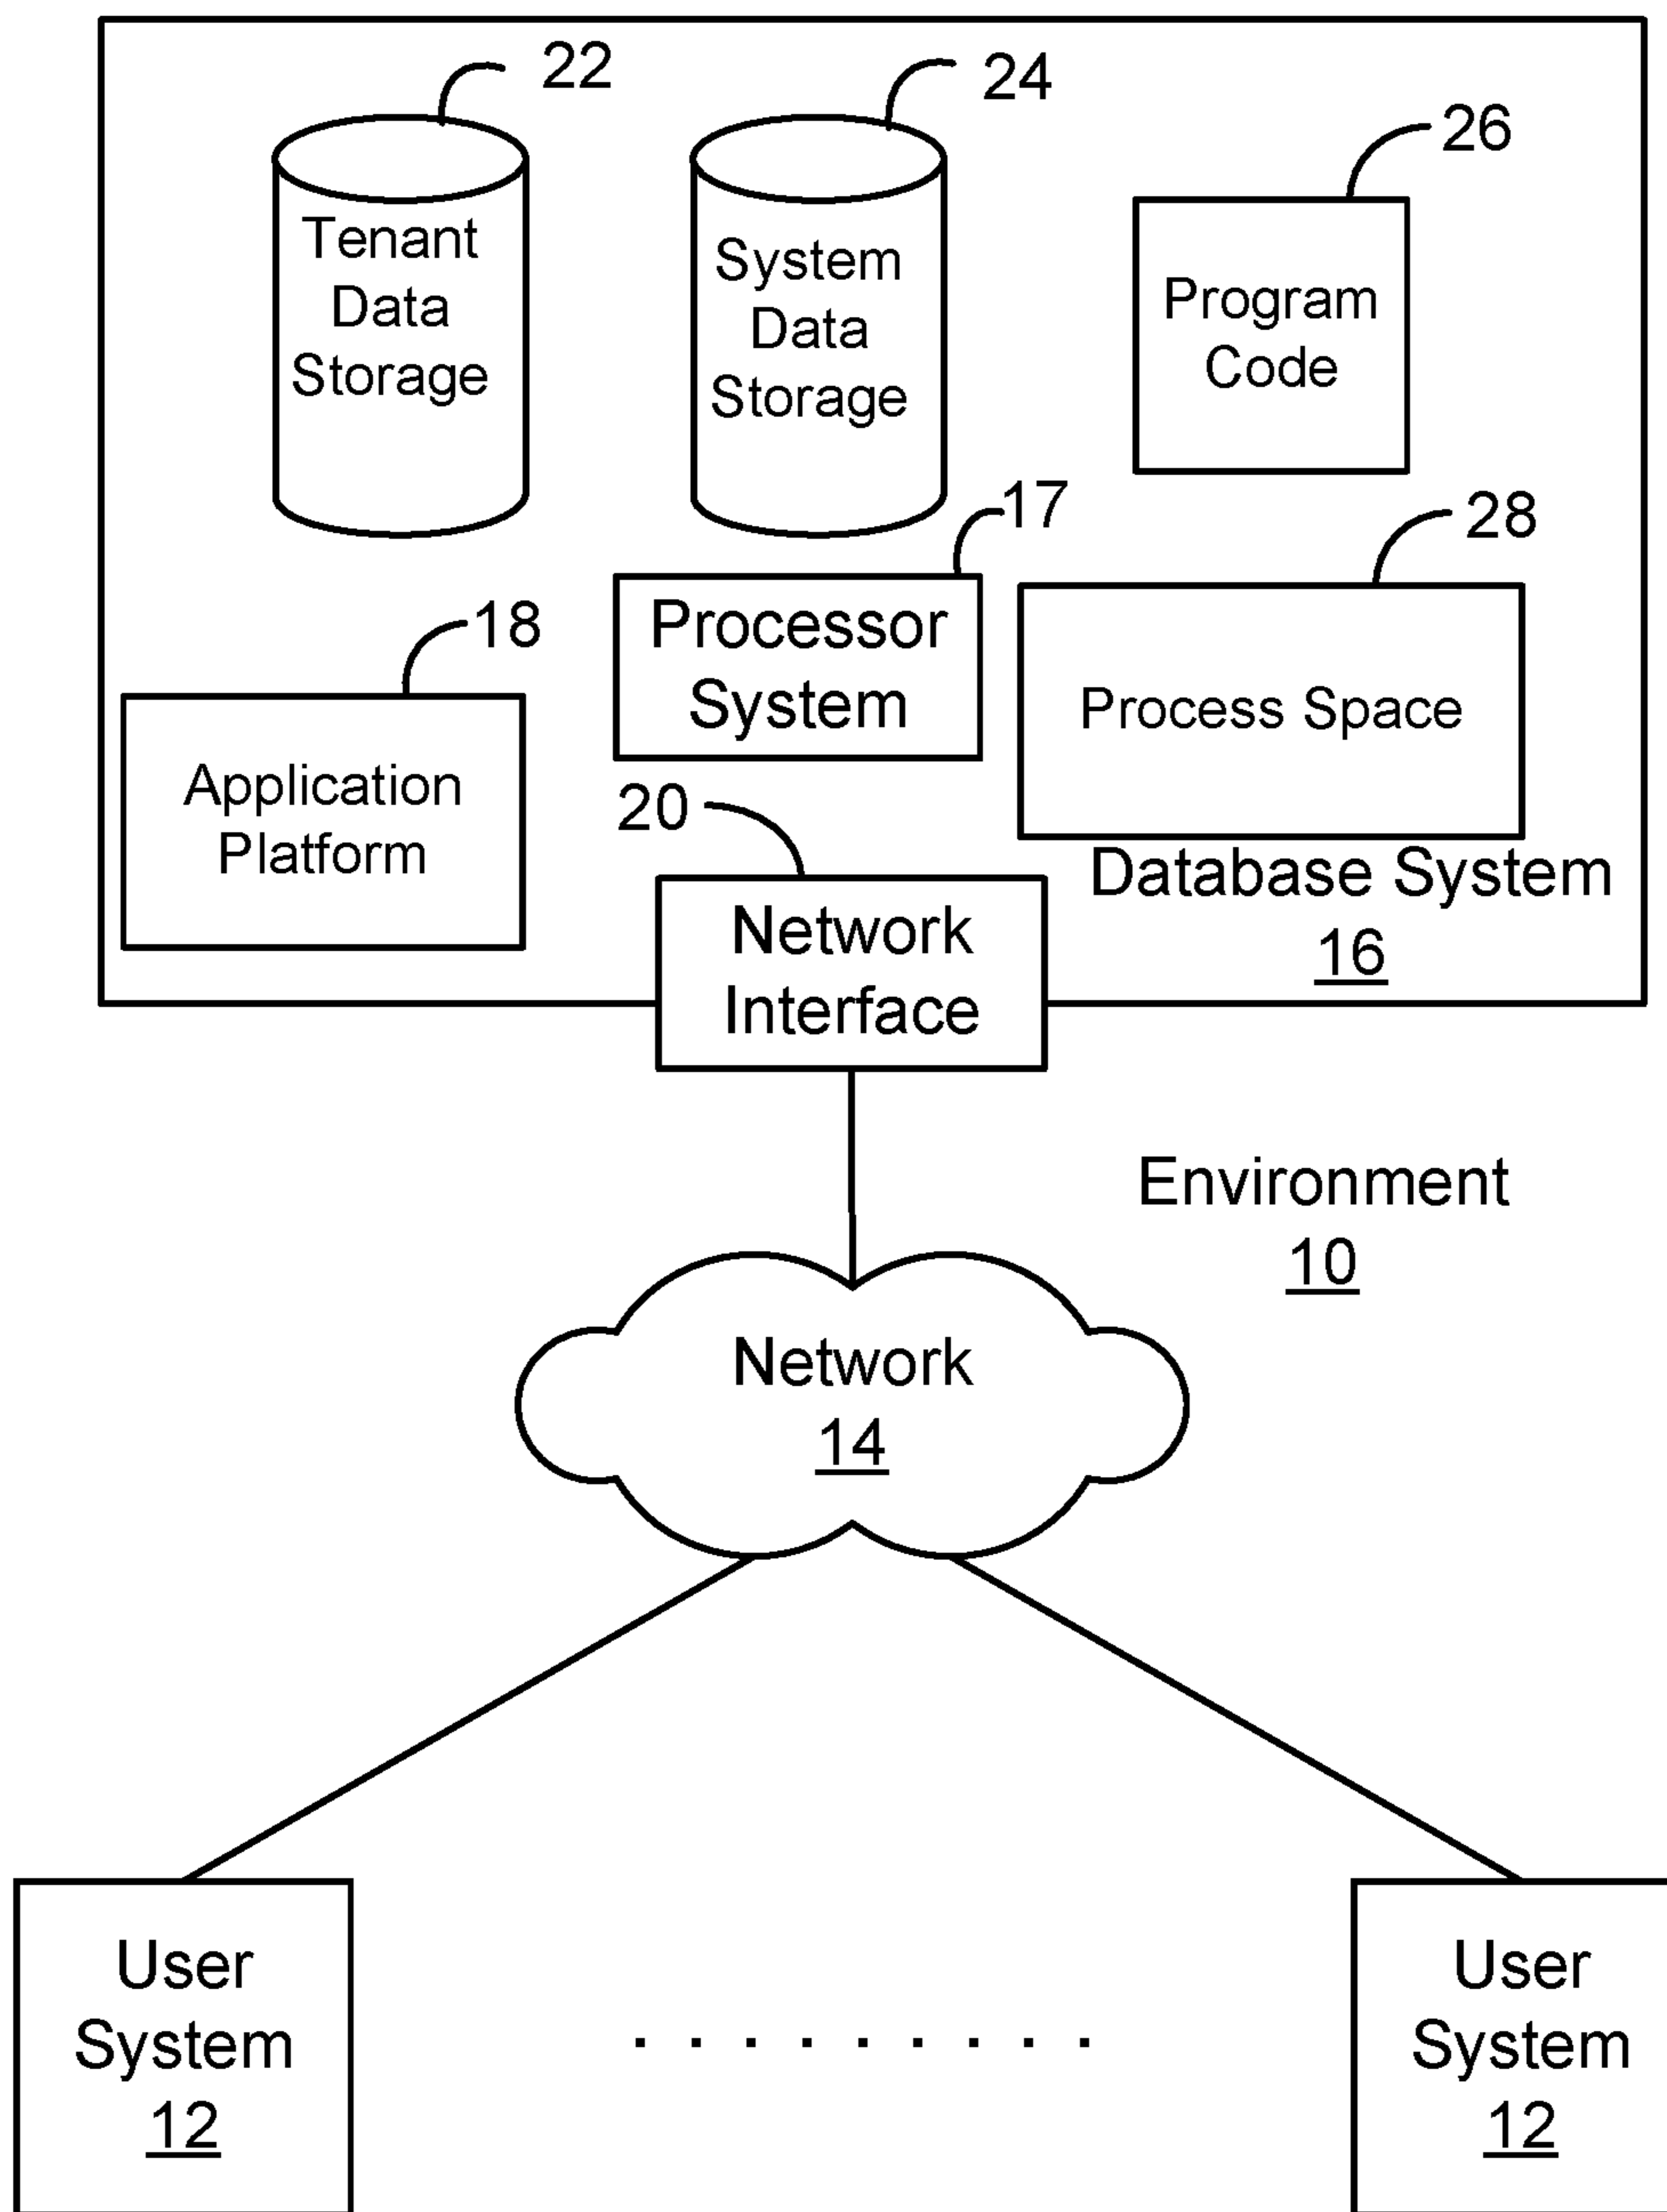 22
24
26
Tenant
Data
Storage
System
Data
Storage
Program
Code
17
28
18
Processor
System
Process Space
Application
Platform
20
Database System
16
Network
Interface
Environment
10
Network
14
User
System
12
. . . . . . . . .
User
System
12